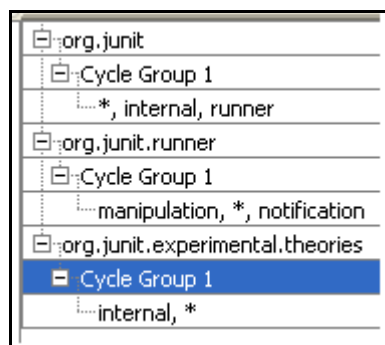 org.junit
Cycle Group 1
*, internal, runner
org.junit.runner
Cycle Group 1
manipulation, *, notification
org.junit.experimental.theories
Cycle Group 1
internal, *